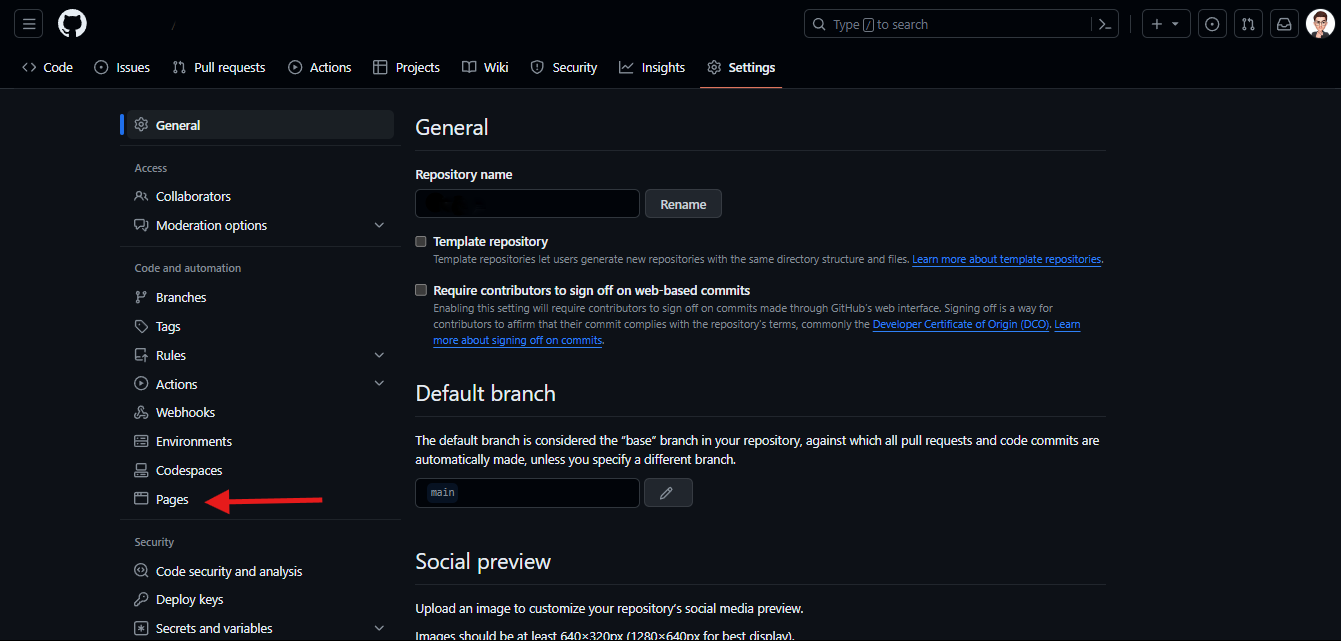 /
Type / to search
Code
Issues
Pull requests
Actions
Projects
Wiki
Security
Insights
Settings
General
Access
Collaborators
Moderation options
Code and automation
Branches
Tags
Rules
Actions
Webhooks
Environments
Codespaces
Pages
Security
Code security and analysis
Deploy keys
Secrets and variables
General
Repository name
Rename
Template repository
Template repositories let users generate new repositories with the same directory structure and files. Learn more about template repositories.
Require contributors to sign off on web-based commits
Enabling this setting will require contributors to sign off on commits made through GitHub's web interface. Signing off is a way for
contributors to affirm that their commit complies with the repository's terms, commonly the Developer Certificate of Origin (DCO). Learn
more about signing off on commits.
Default branch
The default branch is considered the “base” branch in your repository, against which all pull requests and code commits are
automatically made, unless you specify a different branch.
main
Social preview
Upload an image to customize your repository's social media preview.
Images should be at least 640×320px (1280×640px for best display).